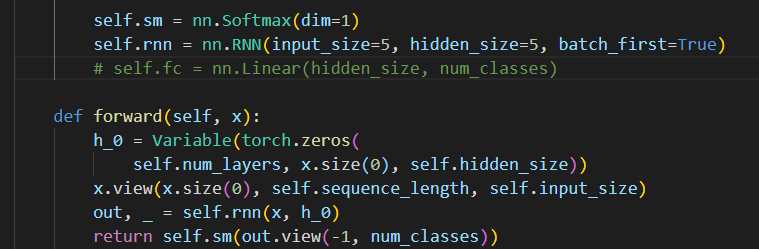 self.sm = nn.Softmax(dim=1)
self.rnn = nn.RNN(input_size=5, hidden_size=5, batch_first=True)
# self.fc = nn.Linear(hidden_size, num_classes)
def forward(self, x):
h_0 = Variable(torch.zeros(
self.num_layers, x.size(0), self.hidden_size))
x.view(x.size(0), self.sequence_length, self.input_size)
out, _ = self.rnn(x, h_0)
return self.sm(out.view(-1, num_classes))